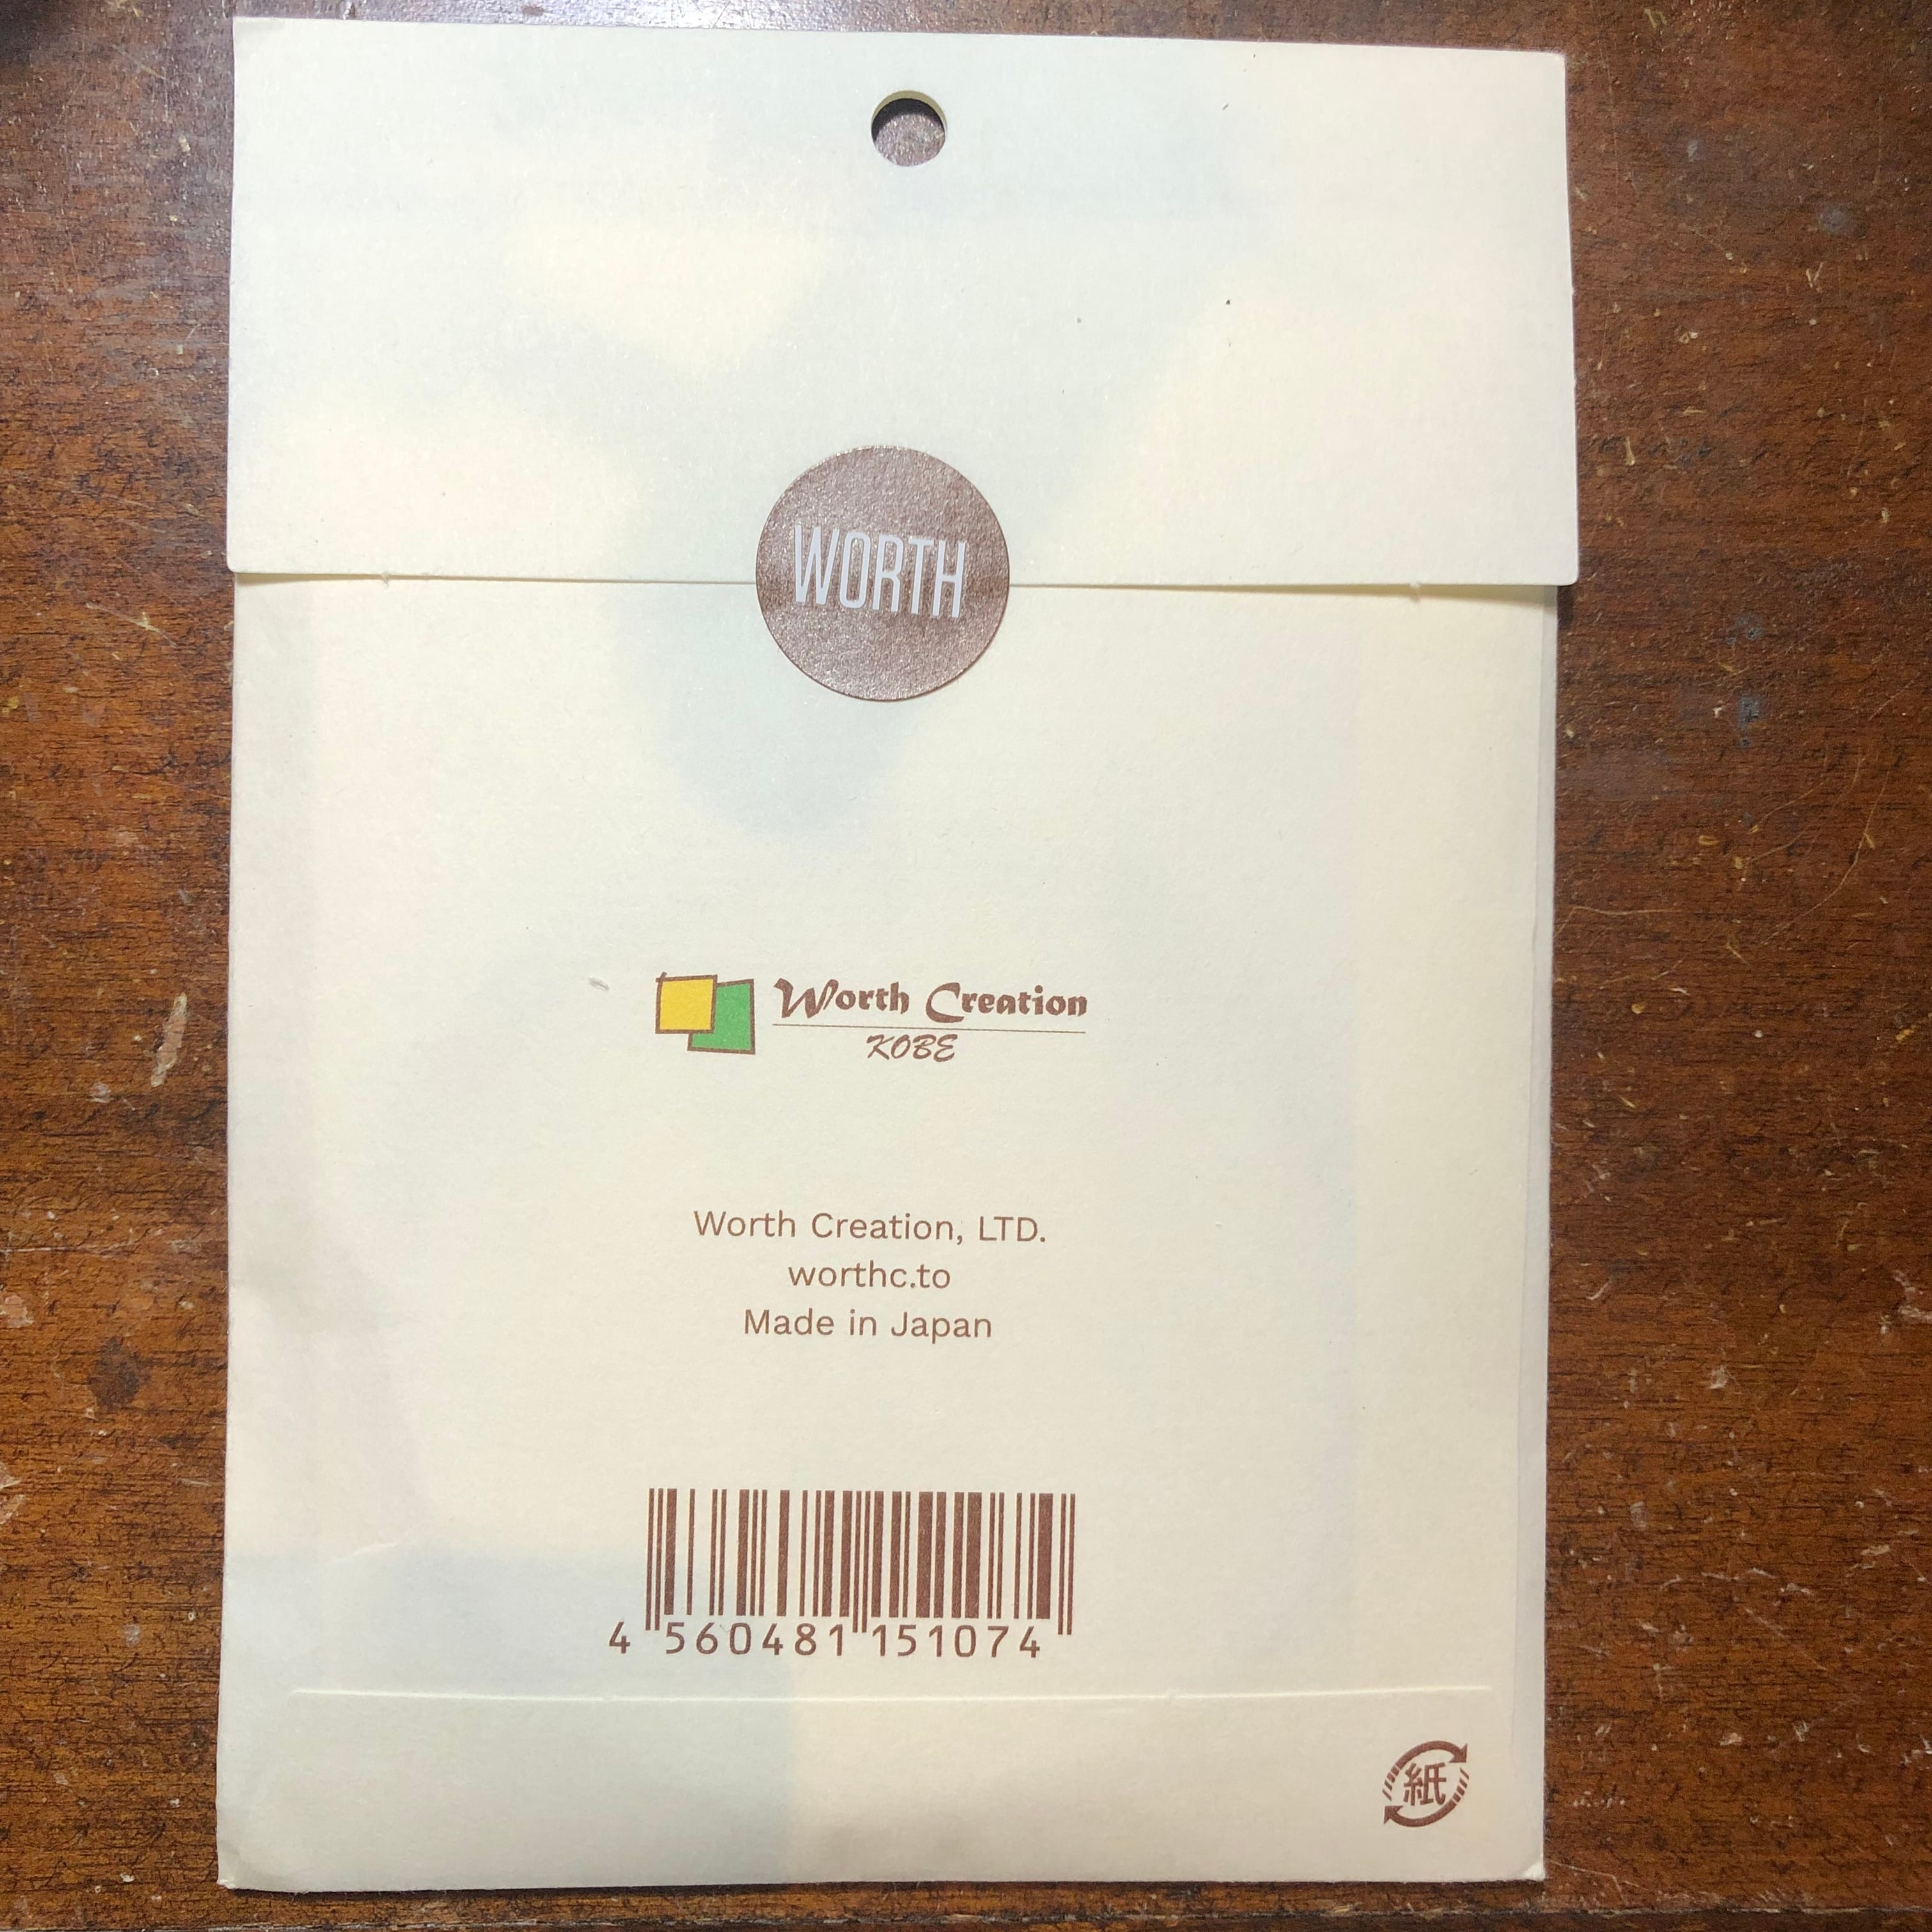 WORTH
Worth Creation
KOBE
Worth Creation, LTD.
worthc.to
Made in Japan
4 560481 151074
紙